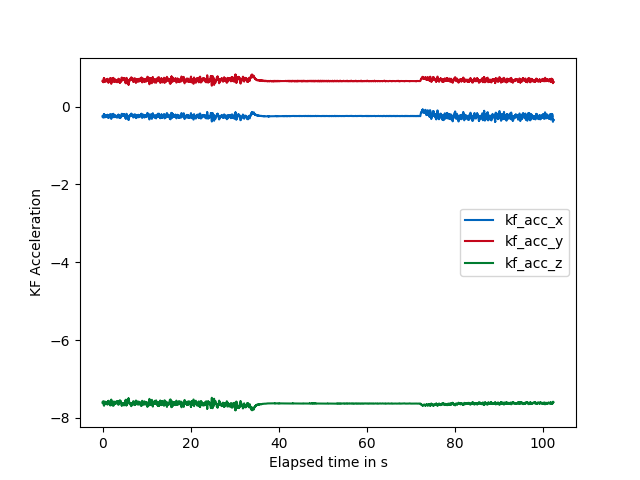 KF Acceleration
0
−2
−4
−6
−8
kf_acc_x
kf_acc_y
kf_acc_z
0 20 40 60 80 100
Elapsed time in s